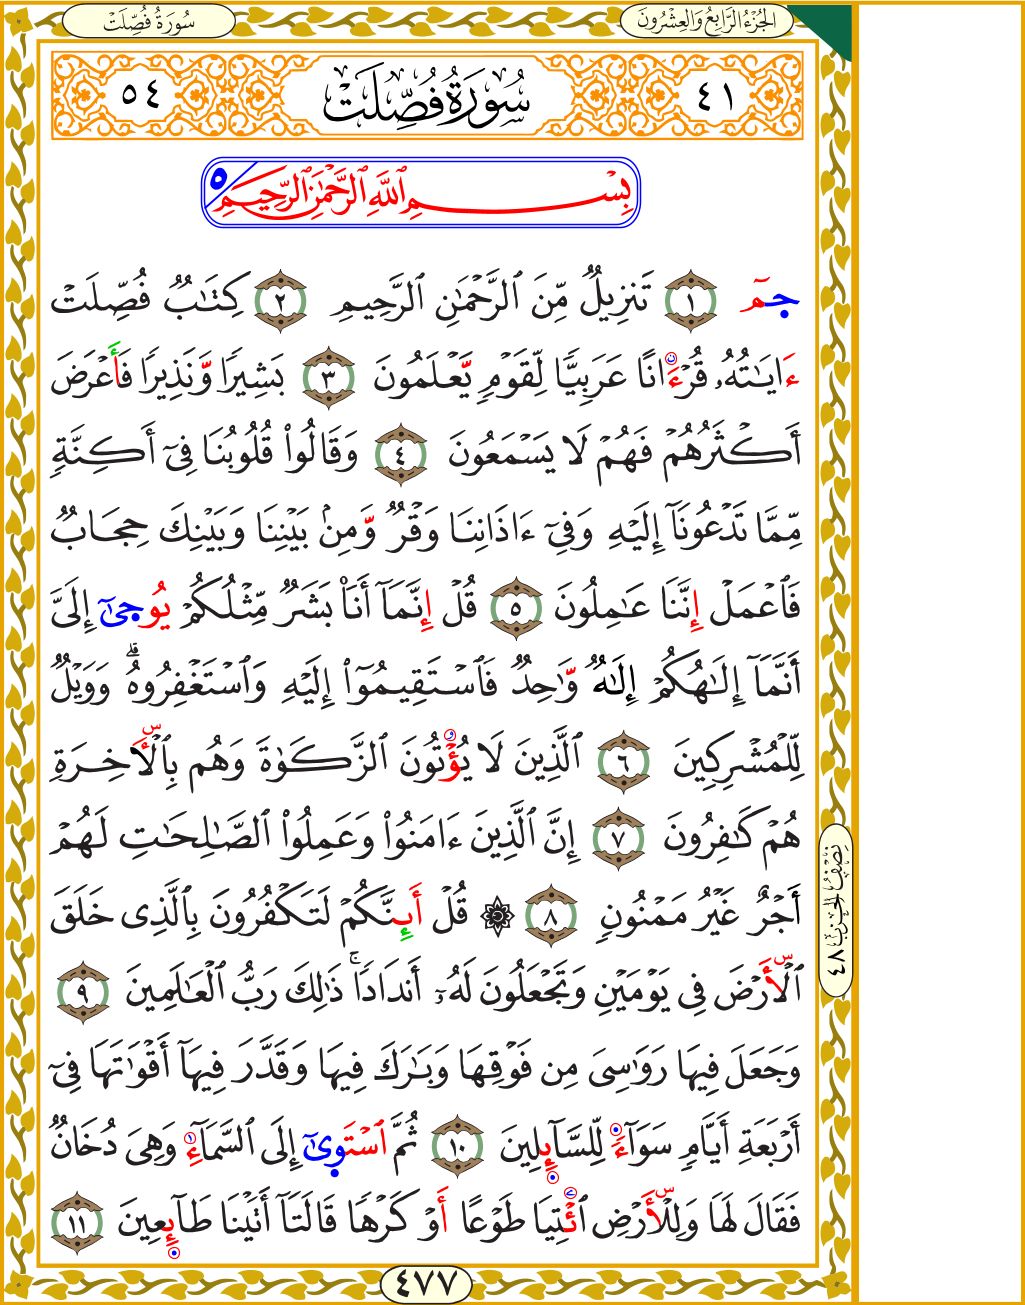 سُورَةُ فُصِّلَتْ
الجُزْءُ الرَّابِعُ وَالعِشْرُونَ
٥٤ سُورَةُ فُصِّلَتْ ٤١
بِسْمِ ٱللَّهِ ٱلرَّحْمَٰنِ ٱلرَّحِيمِ ٥
حمٓ ١ تَنزِيلٌ مِّنَ ٱلرَّحْمَٰنِ ٱلرَّحِيمِ ٢ كِتَٰبٌ فُصِّلَتْ
ءَايَٰتُهُۥ قُرْءَانًا عَرَبِيًّا لِّقَوْمٍ يَعْلَمُونَ ٣ بَشِيرًا وَنَذِيرًا فَأَعْرَضَ
أَكْثَرُهُمْ فَهُمْ لَا يَسْمَعُونَ ٤ وَقَالُوا۟ قُلُوبُنَا فِىٓ أَكِنَّةٍ
مِّمَّا تَدْعُونَآ إِلَيْهِ وَفِىٓ ءَاذَانِنَا وَقْرٌ وَمِنۢ بَيْنِنَا وَبَيْنِكَ حِجَابٌ
فَٱعْمَلْ إِنَّنَا عَٰمِلُونَ ٥ قُلْ إِنَّمَآ أَنَا۠ بَشَرٌ مِّثْلُكُمْ يُوحَىٰٓ إِلَىَّ
أَنَّمَآ إِلَٰهُكُمْ إِلَٰهٌ وَٰحِدٌ فَٱسْتَقِيمُوٓا۟ إِلَيْهِ وَٱسْتَغْفِرُوهُ ۗ وَوَيْلٌ
لِّلْمُشْرِكِينَ ٦ ٱلَّذِينَ لَا يُؤْتُونَ ٱلزَّكَوٰةَ وَهُم بِٱلْأَخِرَةِ
هُمْ كَٰفِرُونَ ٧ إِنَّ ٱلَّذِينَ ءَامَنُوا۟ وَعَمِلُوا۟ ٱلصَّٰلِحَٰتِ لَهُمْ
أَجْرٌ غَيْرُ مَمْنُونٍ ٨ ۞ قُلْ أَئِنَّكُمْ لَتَكْفُرُونَ بِٱلَّذِى خَلَقَ
ٱلْأَرْضَ فِى يَوْمَيْنِ وَتَجْعَلُونَ لَهُۥٓ أَندَادًا ۚ ذَٰلِكَ رَبُّ ٱلْعَٰلَمِينَ ٩
وَجَعَلَ فِيهَا رَوَٰسِىَ مِن فَوْقِهَا وَبَٰرَكَ فِيهَا وَقَدَّرَ فِيهَآ أَقْوَٰتَهَا فِىٓ
أَرْبَعَةِ أَيَّامٍ سَوَآءً لِّلسَّآئِلِينَ ١٠ ثُمَّ ٱسْتَوَىٰٓ إِلَى ٱلسَّمَآءِ وَهِىَ دُخَانٌ
فَقَالَ لَهَا وَلِلْأَرْضِ ٱئْتِيَا طَوْعًا أَوْ كَرْهًا قَالَتَآ أَتَيْنَا طَآئِعِينَ ١١
نِصْفُ الحِزْبِ ٤٨
٤٧٧